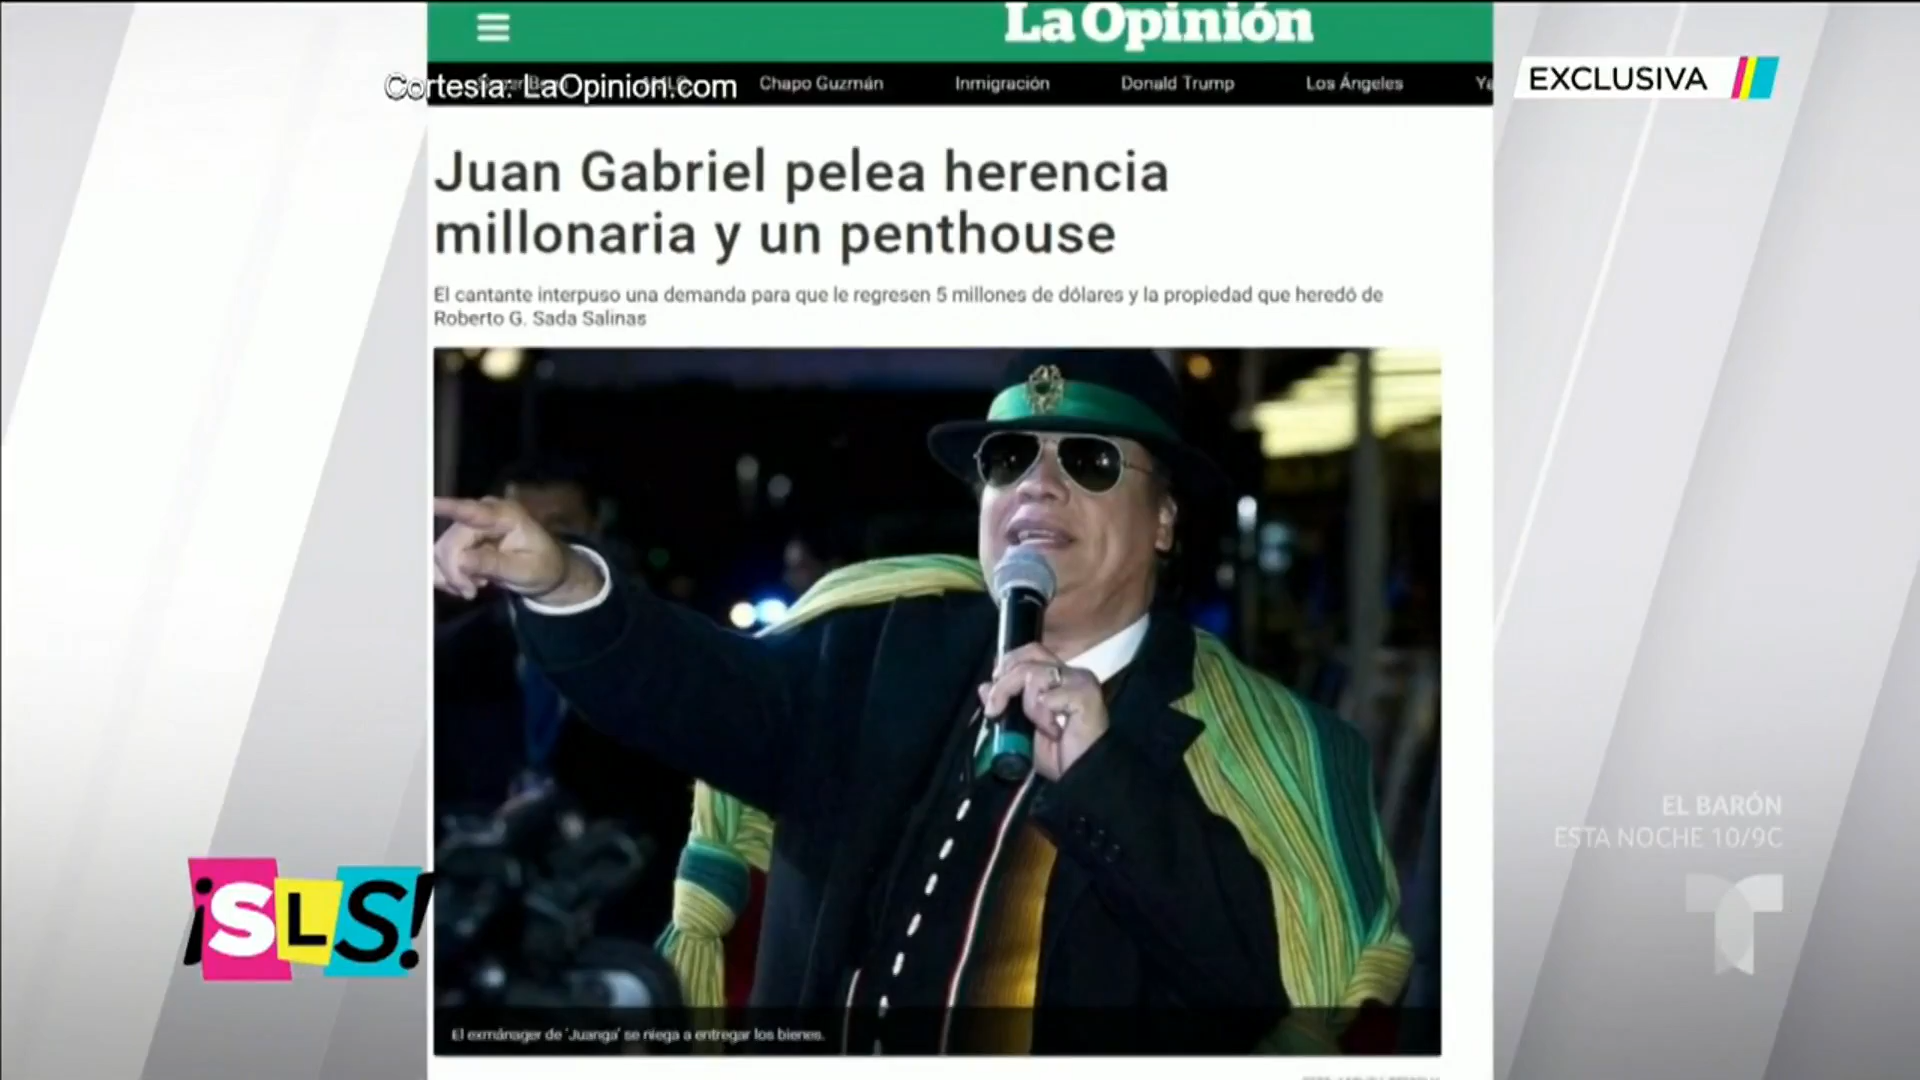 La Opinión
Cortesía: LaOpinion.com
Chapo Guzmán
Inmigración
Donald Trump
Los Ángeles
EXCLUSIVA
Juan Gabriel pelea herencia
millonaria y un penthouse
El cantante interpuso una demanda para que le regresen 5 millones de dólares y la propiedad que heredó de
Roberto G. Sada Salinas
EL BARÓN
ESTA NOCHE 10/9C
¡SLS!
El exmánager de 'Juanga' se niega a entregar los bienes.